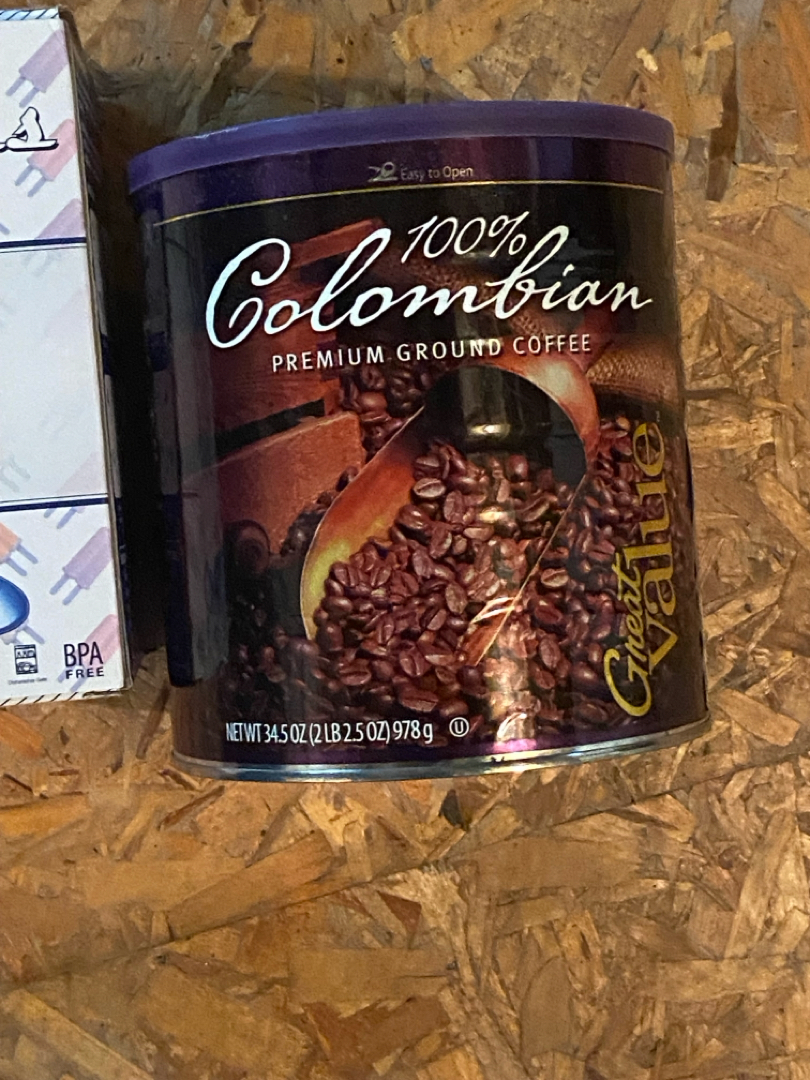 Easy to Open
100%
Colombian
PREMIUM GROUND COFFEE
Great
Value
NET WT 34.5 OZ (2 LB 2.5 OZ) 978 g
U
BPA
FREE